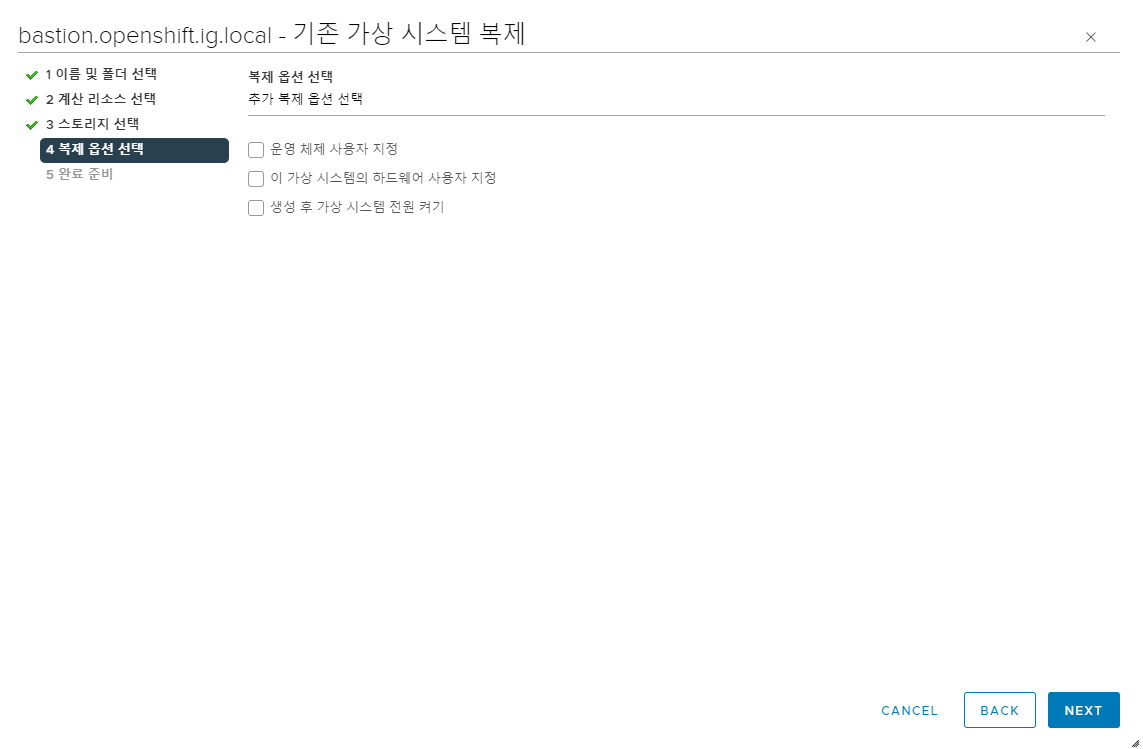 bastion.openshift.ig.local - 기존 가상 시스템 복제
1 이름 및 폴더 선택
2 계산 리소스 선택
3 스토리지 선택
4 복제 옵션 선택
5 완료 준비
복제 옵션 선택
추가 복제 옵션 선택
운영 체제 사용자 지정
이 가상 시스템의 하드웨어 사용자 지정
생성 후 가상 시스템 전원 켜기
CANCEL
BACK
NEXT